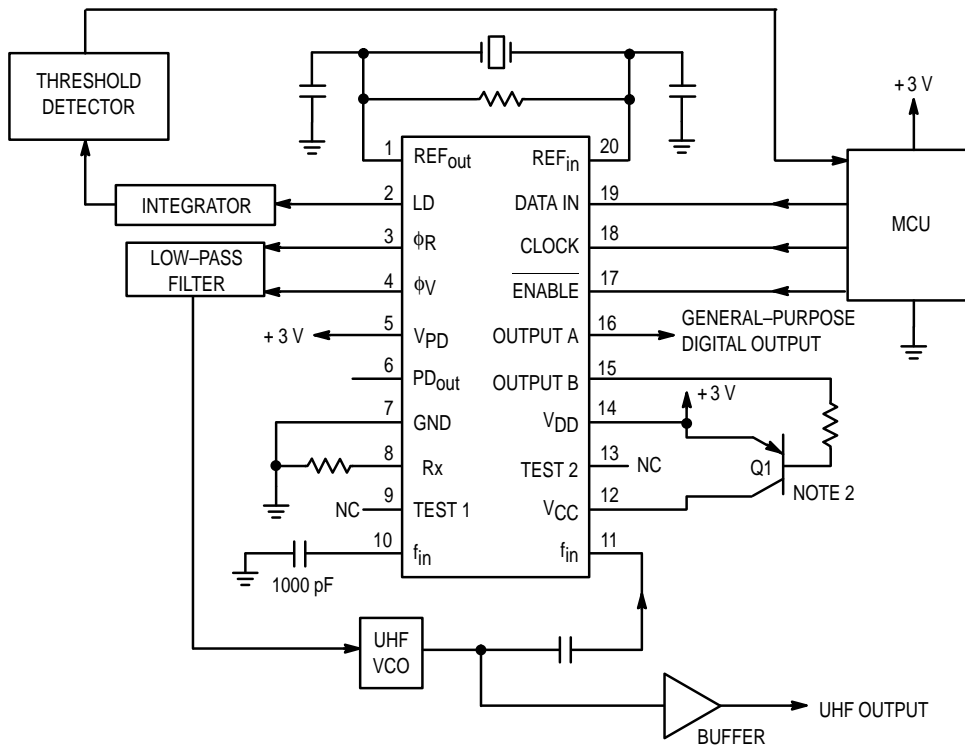 THRESHOLD
DETECTOR
+ 3 V
1
REFout
REFin
20
INTEGRATOR
2
LD
DATA IN
19
MCU
LOW–PASS
FILTER
3
ϕR
CLOCK
18
4
ϕV
ENABLE
17
+ 3 V
5
VPD
OUTPUT A
16
GENERAL–PURPOSE
DIGITAL OUTPUT
6
PDout
OUTPUT B
15
7
GND
VDD
14
+ 3 V
8
Rx
TEST 2
13
NC
Q1
NOTE 2
NC
9
TEST 1
VCC
12
10
fin
fin
11
1000 pF
UHF
VCO
BUFFER
UHF OUTPUT